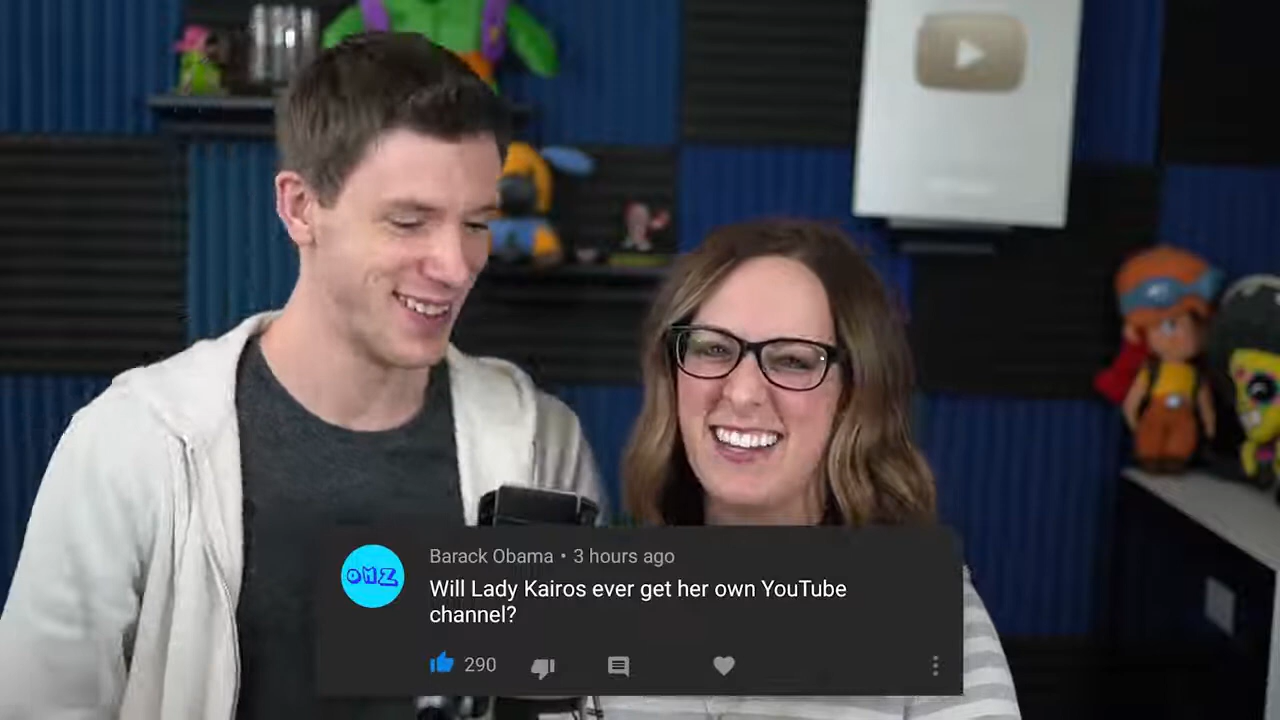 OMZ
Barack Obama • 3 hours ago
Will Lady Kairos ever get her own YouTube
channel?
290